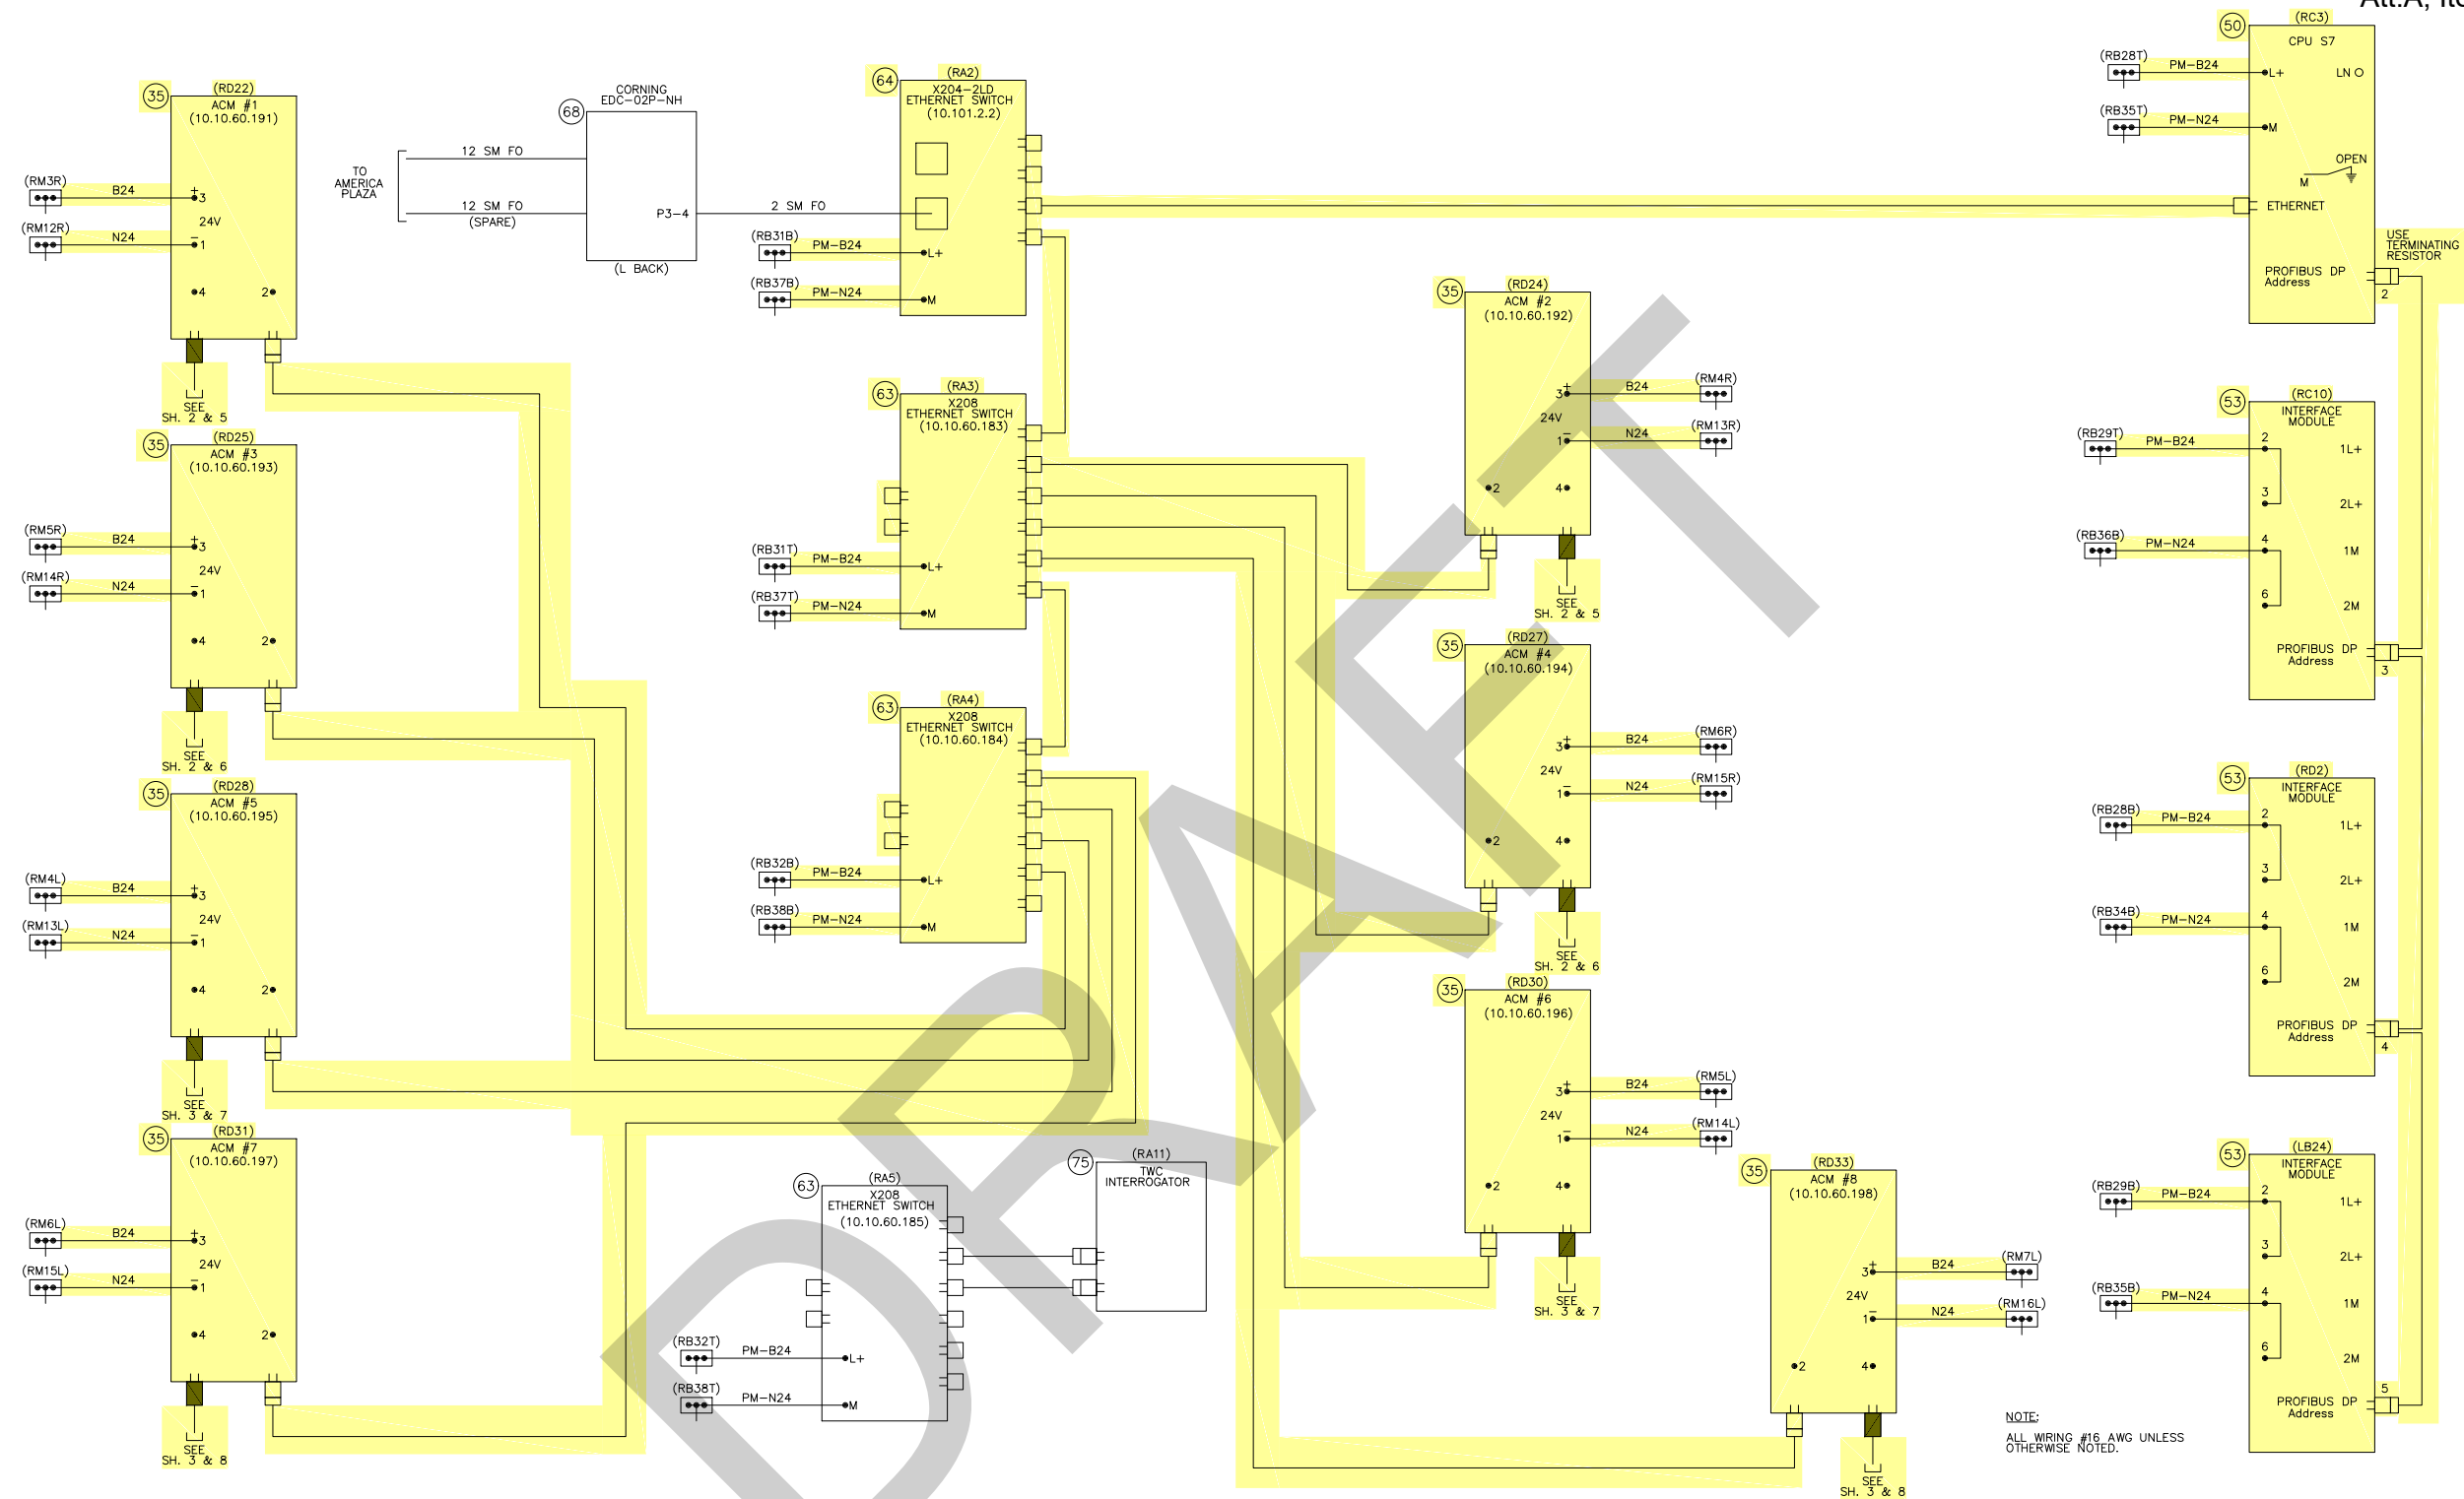 Att.A, Ite
(RD22)
35
ACM #1
(10.10.60.191)
(RM3R)
B24
+
3
24V
(RM12R)
N24
−
1
4
2
SEE
SH. 2 & 5
(RD25)
35
ACM #3
(10.10.60.193)
(RM5R)
B24
+
3
24V
(RM14R)
N24
−
1
4
2
SEE
SH. 2 & 6
(RD28)
35
ACM #5
(10.10.60.195)
(RM4L)
B24
+
3
24V
(RM13L)
N24
−
1
4
2
SEE
SH. 3 & 7
(RD31)
35
ACM #7
(10.10.60.197)
(RM6L)
B24
+
3
24V
(RM15L)
N24
−
1
4
2
SEE
SH. 3 & 8
CORNING
EDC-02P-NH
68
12 SM FO
TO
AMERICA
PLAZA
12 SM FO
(SPARE)
P3-4
2 SM FO
(L BACK)
(RA2)
64
X204-2LD
ETHERNET SWITCH
(10.101.2.2)
(RB31B)
PM-B24
L+
(RB37B)
PM-N24
M
(RA3)
63
X208
ETHERNET SWITCH
(10.10.60.183)
(RB31T)
PM-B24
L+
(RB37T)
PM-N24
M
(RA4)
63
X208
ETHERNET SWITCH
(10.10.60.184)
(RB32B)
PM-B24
L+
(RB38B)
PM-N24
M
(RA5)
63
X208
ETHERNET SWITCH
(10.10.60.185)
(RB32T)
PM-B24
L+
(RB38T)
PM-N24
M
(RA11)
75
TWC
INTERROGATOR
(RD24)
35
ACM #2
(10.10.60.192)
3
+
B24
(RM4R)
24V
1
−
N24
(RM13R)
2
4
SEE
SH. 2 & 5
(RD27)
35
ACM #4
(10.10.60.194)
3
+
B24
(RM6R)
24V
1
−
N24
(RM15R)
2
4
SEE
SH. 2 & 6
(RD30)
35
ACM #6
(10.10.60.196)
3
+
B24
(RM5L)
24V
1
−
N24
(RM14L)
2
4
SEE
SH. 3 & 7
(RD33)
35
ACM #8
(10.10.60.198)
3
+
B24
(RM7L)
24V
1
−
N24
(RM16L)
2
4
SEE
SH. 3 & 8
(RC3)
50
CPU S7
(RB28T)
PM-B24
L+
LN
(RB35T)
PM-N24
M
OPEN
M
ETHERNET
USE
TERMINATING
RESISTOR
PROFIBUS DP
Address
2
(RC10)
53
INTERFACE
MODULE
(RB29T)
PM-B24
2
1L+
3
2L+
(RB36B)
PM-N24
4
1M
6
2M
PROFIBUS DP
Address
3
(RD2)
53
INTERFACE
MODULE
(RB28B)
PM-B24
2
1L+
3
2L+
(RB34B)
PM-N24
4
1M
6
2M
PROFIBUS DP
Address
4
(LB24)
53
INTERFACE
MODULE
(RB29B)
PM-B24
2
1L+
3
2L+
(RB35B)
PM-N24
4
1M
6
2M
5
PROFIBUS DP
Address
NOTE:
ALL WIRING #16 AWG UNLESS
OTHERWISE NOTED.
DRAFT